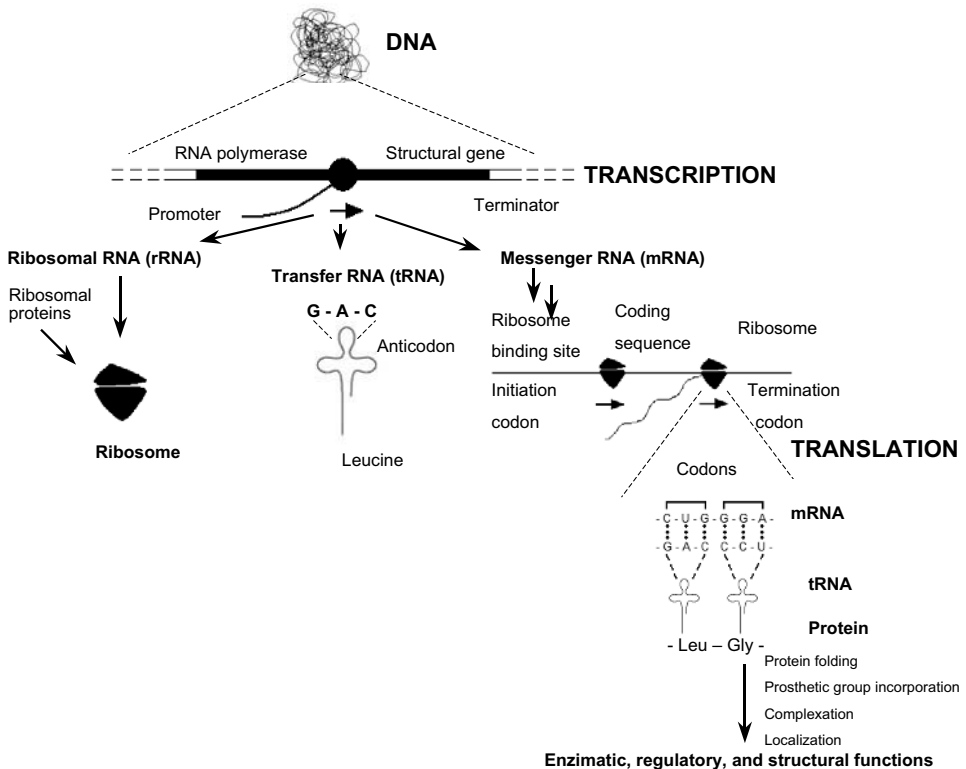 DNA
RNA polymerase
Structural gene
TRANSCRIPTION
Promoter
Terminator
Ribosomal RNA (rRNA)
Transfer RNA (tRNA)
Messenger RNA (mRNA)
Ribosomal
proteins
Ribosome
G - A - C
Anticodon
Leucine
Ribosome
binding site
Coding
sequence
Ribosome
Initiation
codon
Termination
codon
TRANSLATION
Codons
-C-U-G-G-G-A-
mRNA
-G-A-C-C-C-U-
tRNA
Protein
- Leu – Gly -
Protein folding
Prosthetic group incorporation
Complexation
Localization
Enzimatic, regulatory, and structural functions